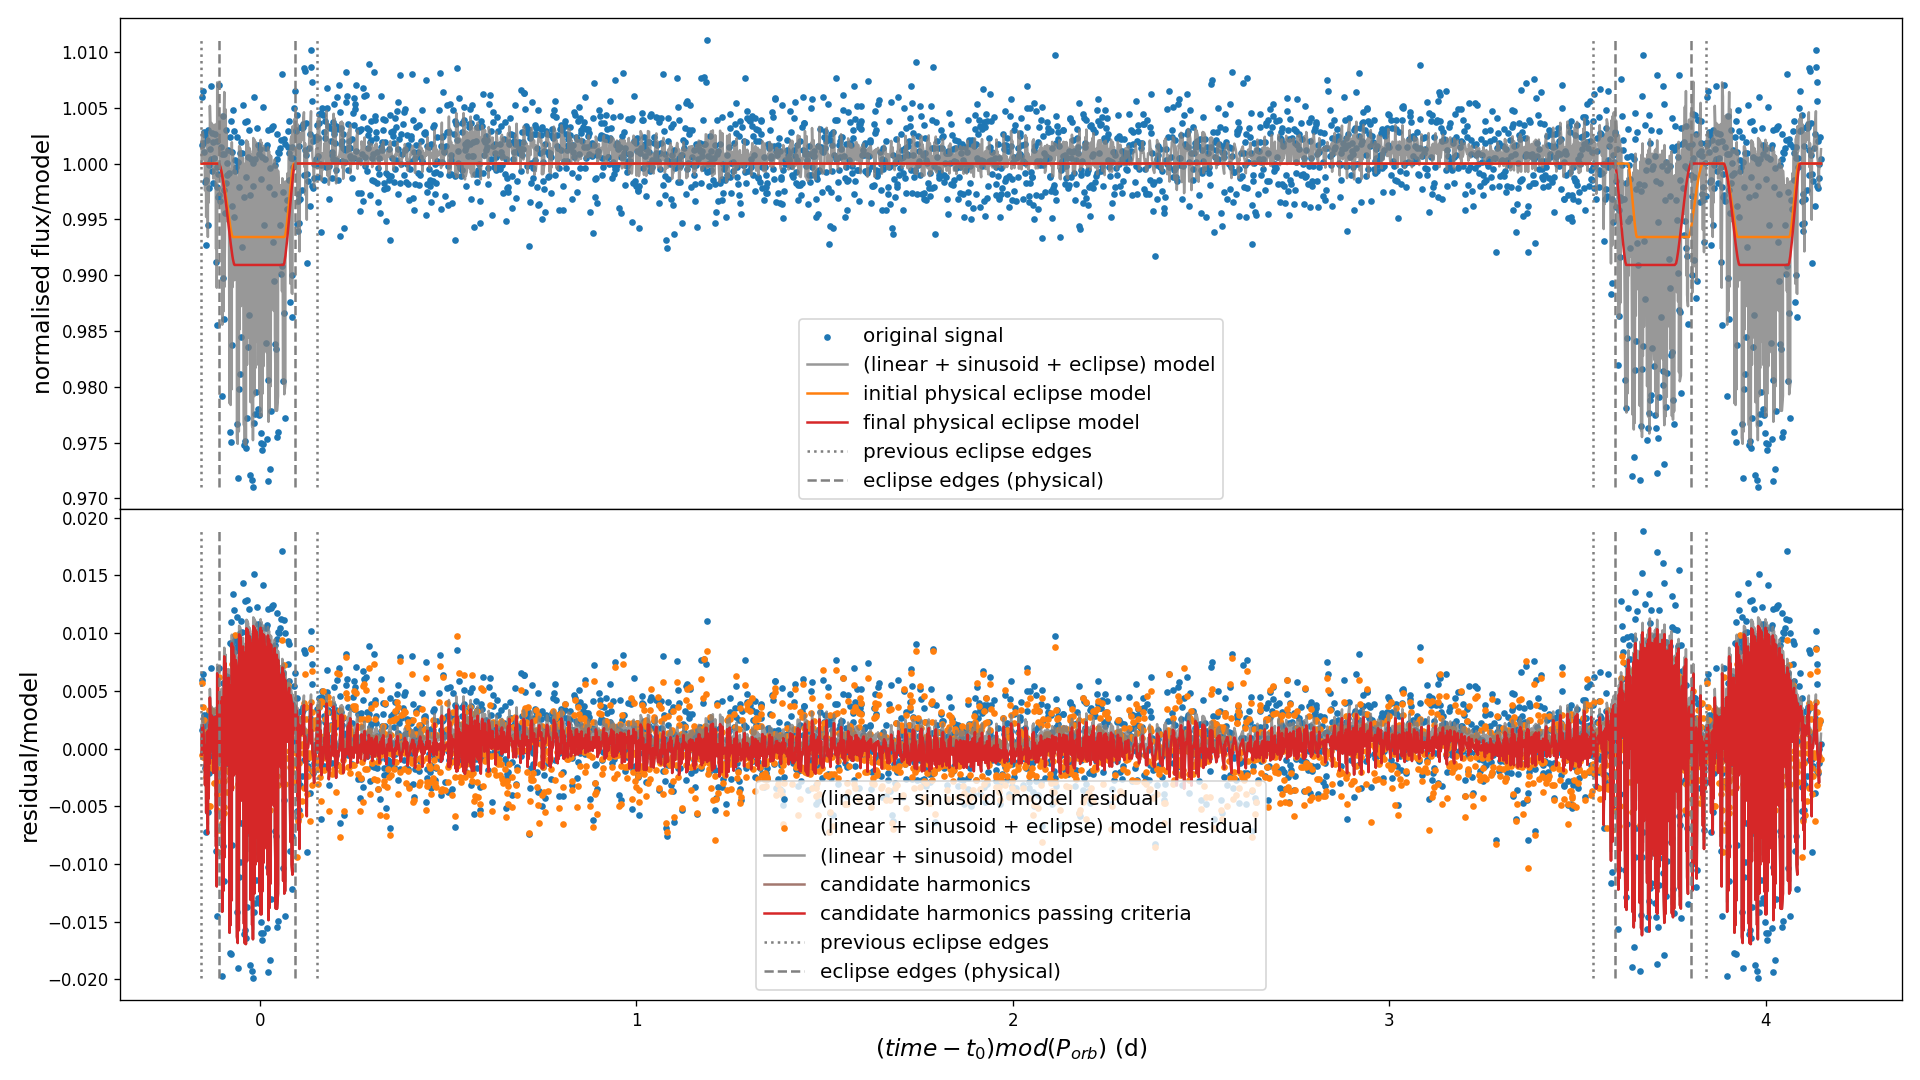 normalised flux/model
1.010
1.005
1.000
0.995
0.990
0.985
0.980
0.975
0.970
original signal
(linear + sinusoid + eclipse) model
initial physical eclipse model
final physical eclipse model
previous eclipse edges
eclipse edges (physical)
residual/model
0.020
0.015
0.010
0.005
0.000
−0.005
−0.010
−0.015
−0.020
(linear + sinusoid) model residual
(linear + sinusoid + eclipse) model residual
(linear + sinusoid) model
candidate harmonics
candidate harmonics passing criteria
previous eclipse edges
eclipse edges (physical)
0 1 2 3 4
(time − t₀)mod(P_orb) (d)